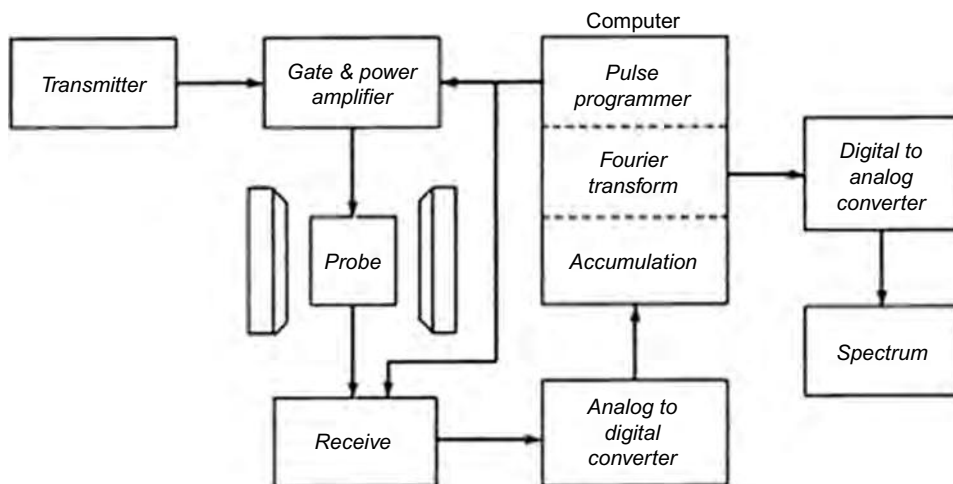 Computer
Transmitter
Gate & power
amplifier
Pulse
programmer
Fourier
transform
Accumulation
Digital to
analog
converter
Probe
Spectrum
Receive
Analog to
digital
converter